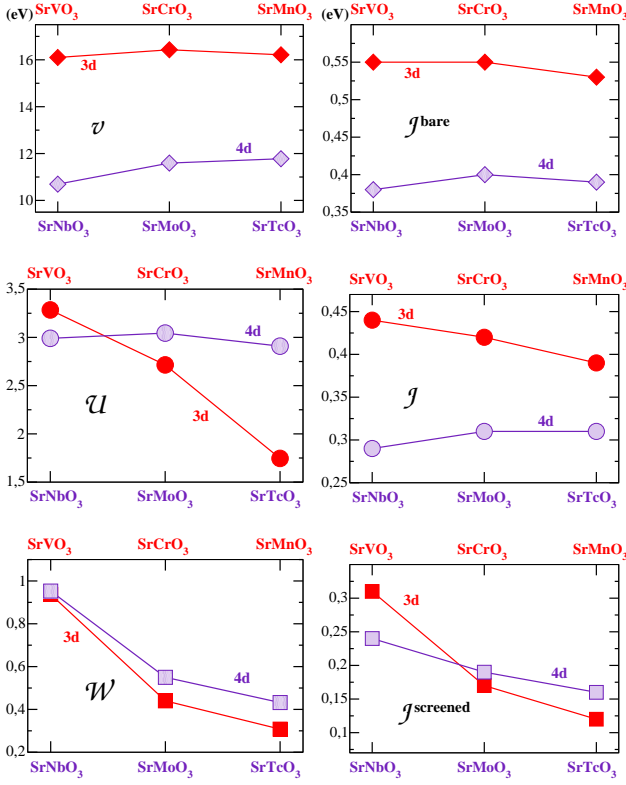 (eV) SrVO₃ SrCrO₃ SrMnO₃
16
14
12
10
3d
𝓋
4d
SrNbO₃ SrMoO₃ SrTcO₃
SrVO₃ SrCrO₃ SrMnO₃ (eV)
0,55
0,5
0,45
0,4
0,35
3d
𝒥 bare
4d
SrNbO₃ SrMoO₃ SrTcO₃
SrVO₃ SrCrO₃ SrMnO₃
3,5
3
2,5
2
1,5
4d
𝒰
3d
SrNbO₃ SrMoO₃ SrTcO₃
SrVO₃ SrCrO₃ SrMnO₃
0,45
0,4
0,35
0,3
0,25
3d
𝒥
4d
SrNbO₃ SrMoO₃ SrTcO₃
SrVO₃ SrCrO₃ SrMnO₃
1
0,8
0,6
0,4
0,2
3d
4d
𝒲
SrNbO₃ SrMoO₃ SrTcO₃
SrVO₃ SrCrO₃ SrMnO₃
0,3
0,25
0,2
0,15
0,1
3d
4d
𝒥 screened
SrNbO₃ SrMoO₃ SrTcO₃